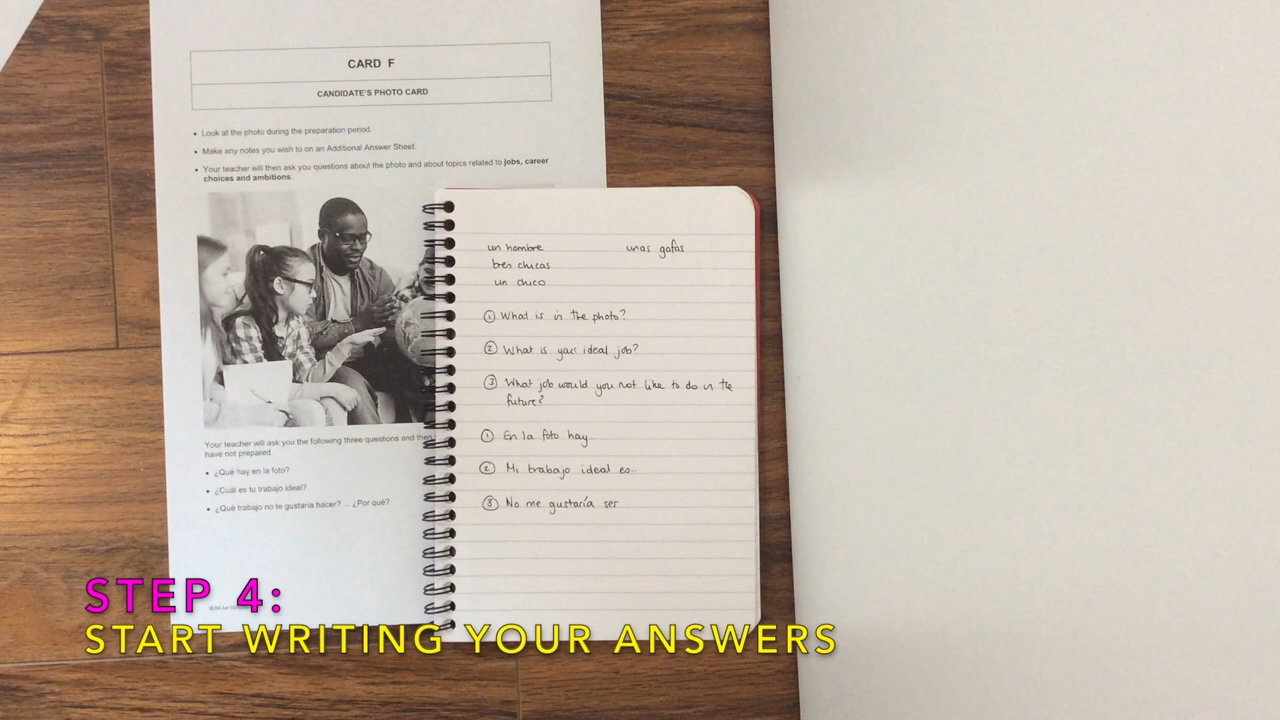 CARD F
CANDIDATE'S PHOTO CARD
• Look at the photo during the preparation period.
• Make any notes you wish to on an Additional Answer Sheet.
• Your teacher will then ask you questions about the photo and about topics related to jobs, career
choices and ambitions.
Your teacher will ask you the following three questions and then
have not prepared.
• ¿Qué hay en la foto?
• ¿Cuál es tu trabajo ideal?
• ¿Qué trabajo no te gustaría hacer? ... ¿Por qué?
un hombre
unas gafas
tres chicas
un chico
① What is in the photo?
② What is your ideal job?
③ What job would you not like to do in the
future?
① En la foto hay
② Mi trabajo ideal es...
③ No me gustaría ser
STEP 4:
START WRITING YOUR ANSWERS